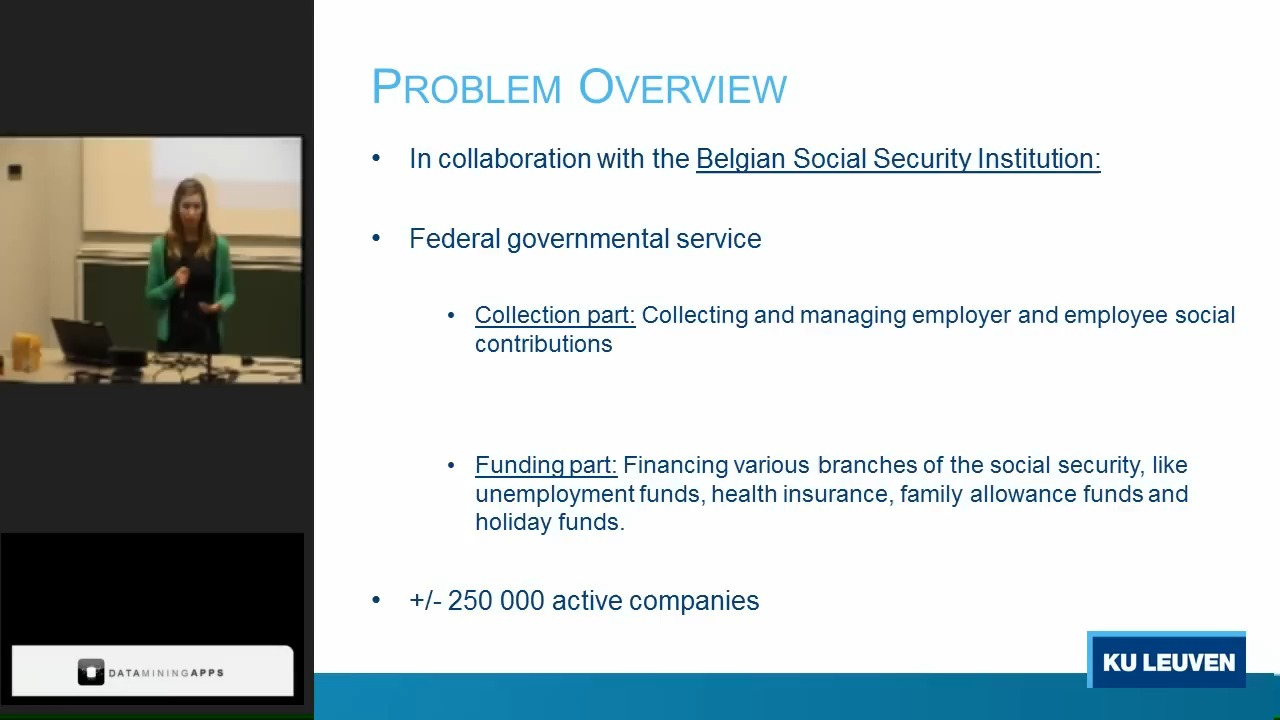 PROBLEM OVERVIEW
• In collaboration with the Belgian Social Security Institution:
• Federal governmental service
• Collection part: Collecting and managing employer and employee social
contributions
• Funding part: Financing various branches of the social security, like
unemployment funds, health insurance, family allowance funds and
holiday funds.
• +/- 250 000 active companies
KU LEUVEN
DATAMININGAPPS